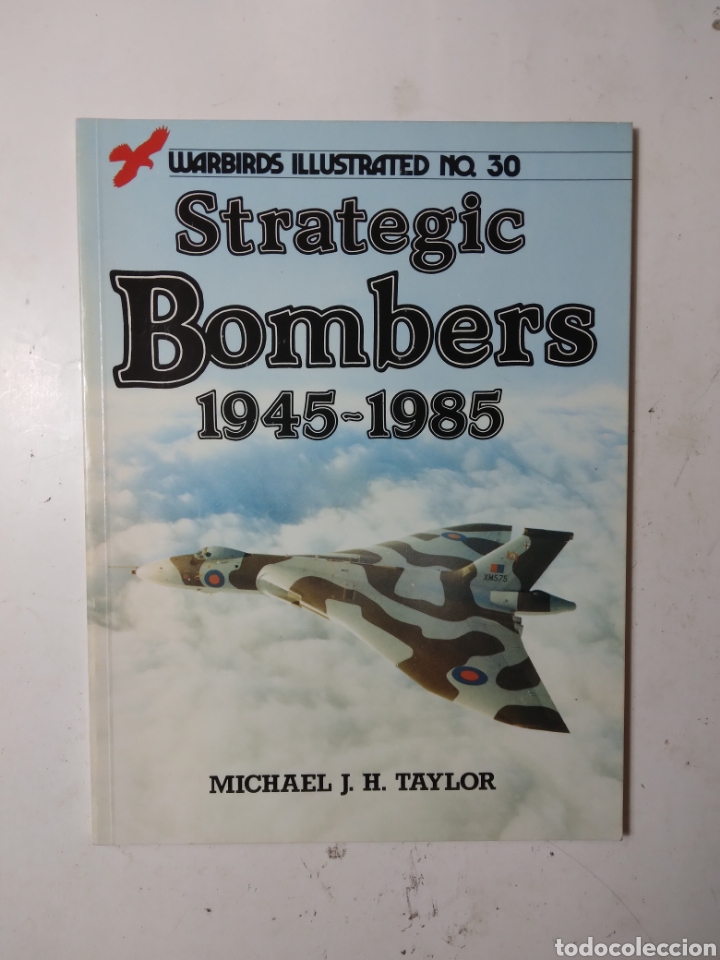 WARBIRDS ILLUSTRATED NO. 30
Strategic
Bombers
1945-1985
XM575
MICHAEL J. H. TAYLOR
todocoleccion